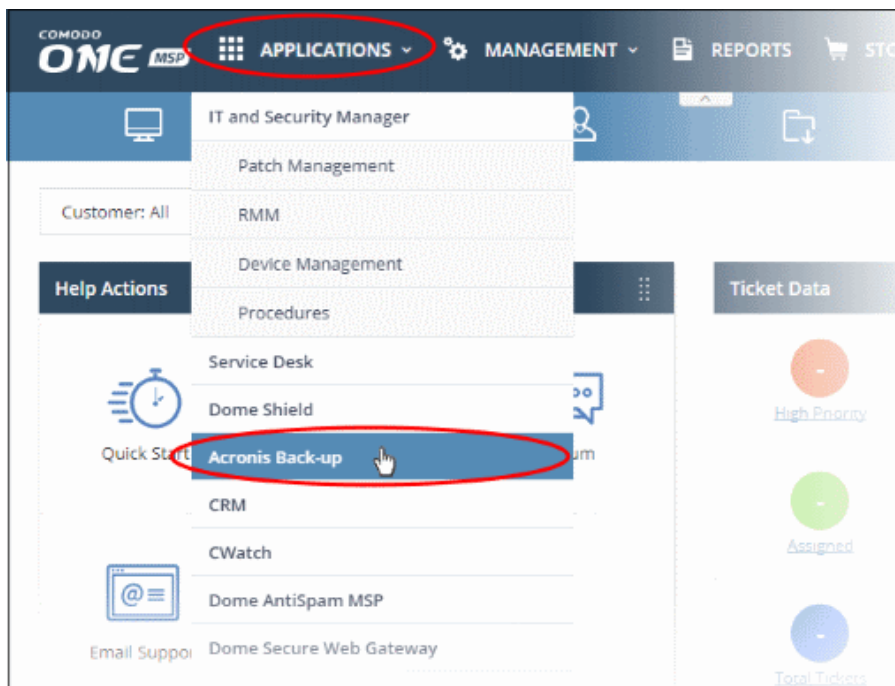 COMODO
ONE MSP
APPLICATIONS
MANAGEMENT
REPORTS
STO
IT and Security Manager
Patch Management
Customer: All
RMM
Device Management
Help Actions
Ticket Data
Procedures
Service Desk
Dome Shield
High Priority
Quick Start
Acronis Back-up
um
CRM
Assigned
CWatch
Dome AntiSpam MSP
Email Suppo
Dome Secure Web Gateway
Total Tickets